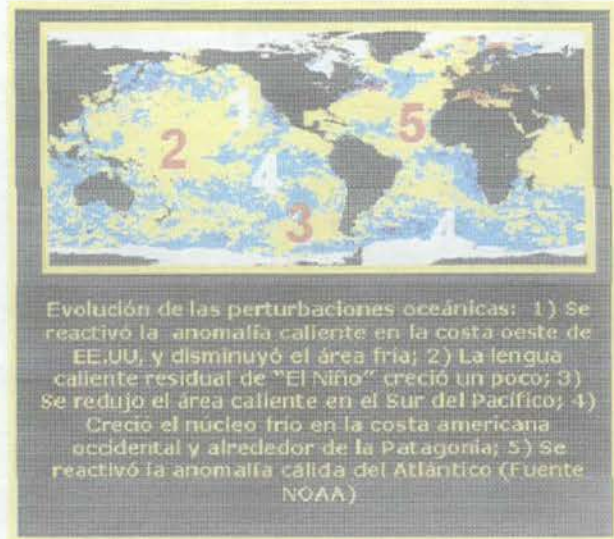 1
2
5
4
3
4
Evolución de las perturbaciones oceánicas: 1) Se
reactivó la anomalía caliente en la costa oeste de
EE.UU, y disminuyó el área fría; 2) La lengua
caliente residual de "El Niño" creció un poco; 3)
Se redujo el área caliente en el Sur del Pacífico; 4)
Creció el núcleo frío en la costa americana
occidental y alrededor de la Patagonia; 5) Se
reactivó la anomalía cálida del Atlántico (Fuente
NOAA)